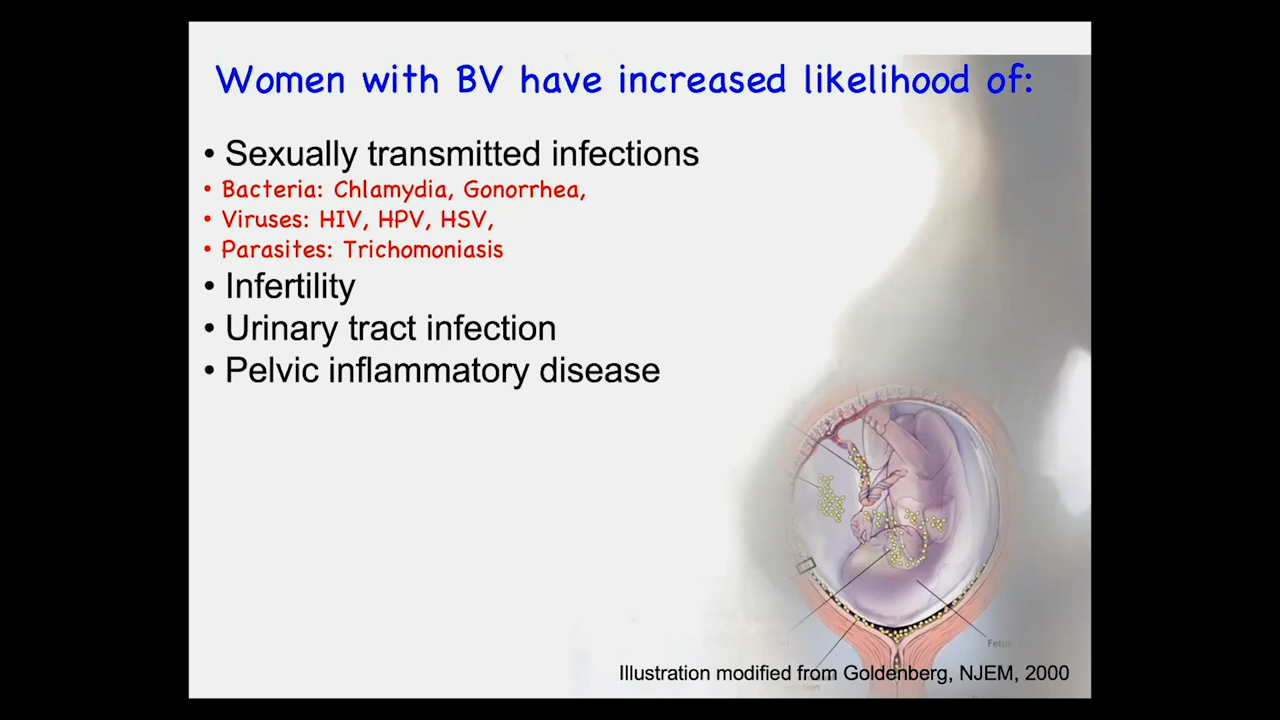 Women with BV have increased likelihood of:
• Sexually transmitted infections
• Bacteria: Chlamydia, Gonorrhea,
• Viruses: HIV, HPV, HSV,
• Parasites: Trichomoniasis
• Infertility
• Urinary tract infection
• Pelvic inflammatory disease
Fetus
Illustration modified from Goldenberg, NJEM, 2000